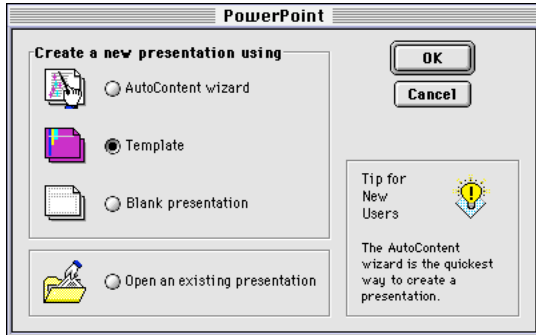 PowerPoint
Create a new presentation using
AutoContent wizard
Template
Blank presentation
Open an existing presentation
OK
Cancel
Tip for
New
Users
The AutoContent
wizard is the quickest
way to create a
presentation.